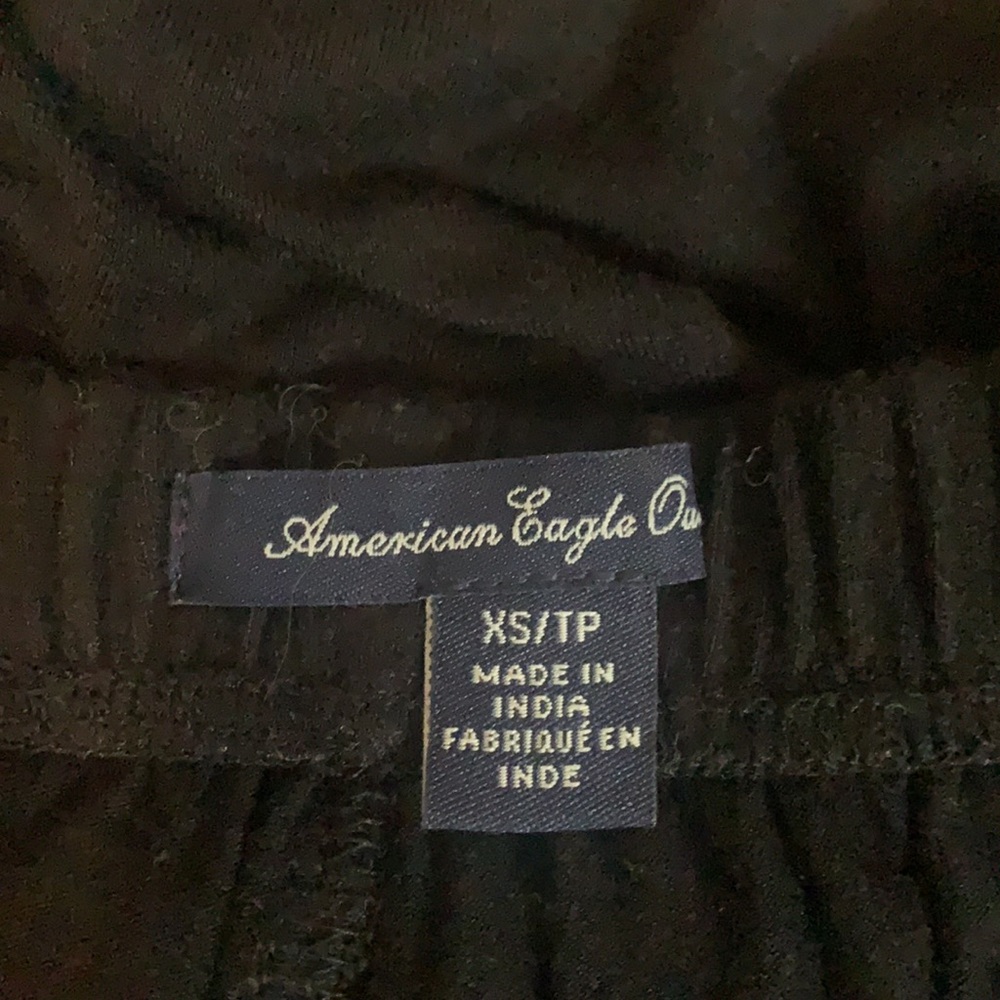 American Eagle Ou
XS/TP
MADE IN
INDIA
FABRIQUÉ EN
INDE